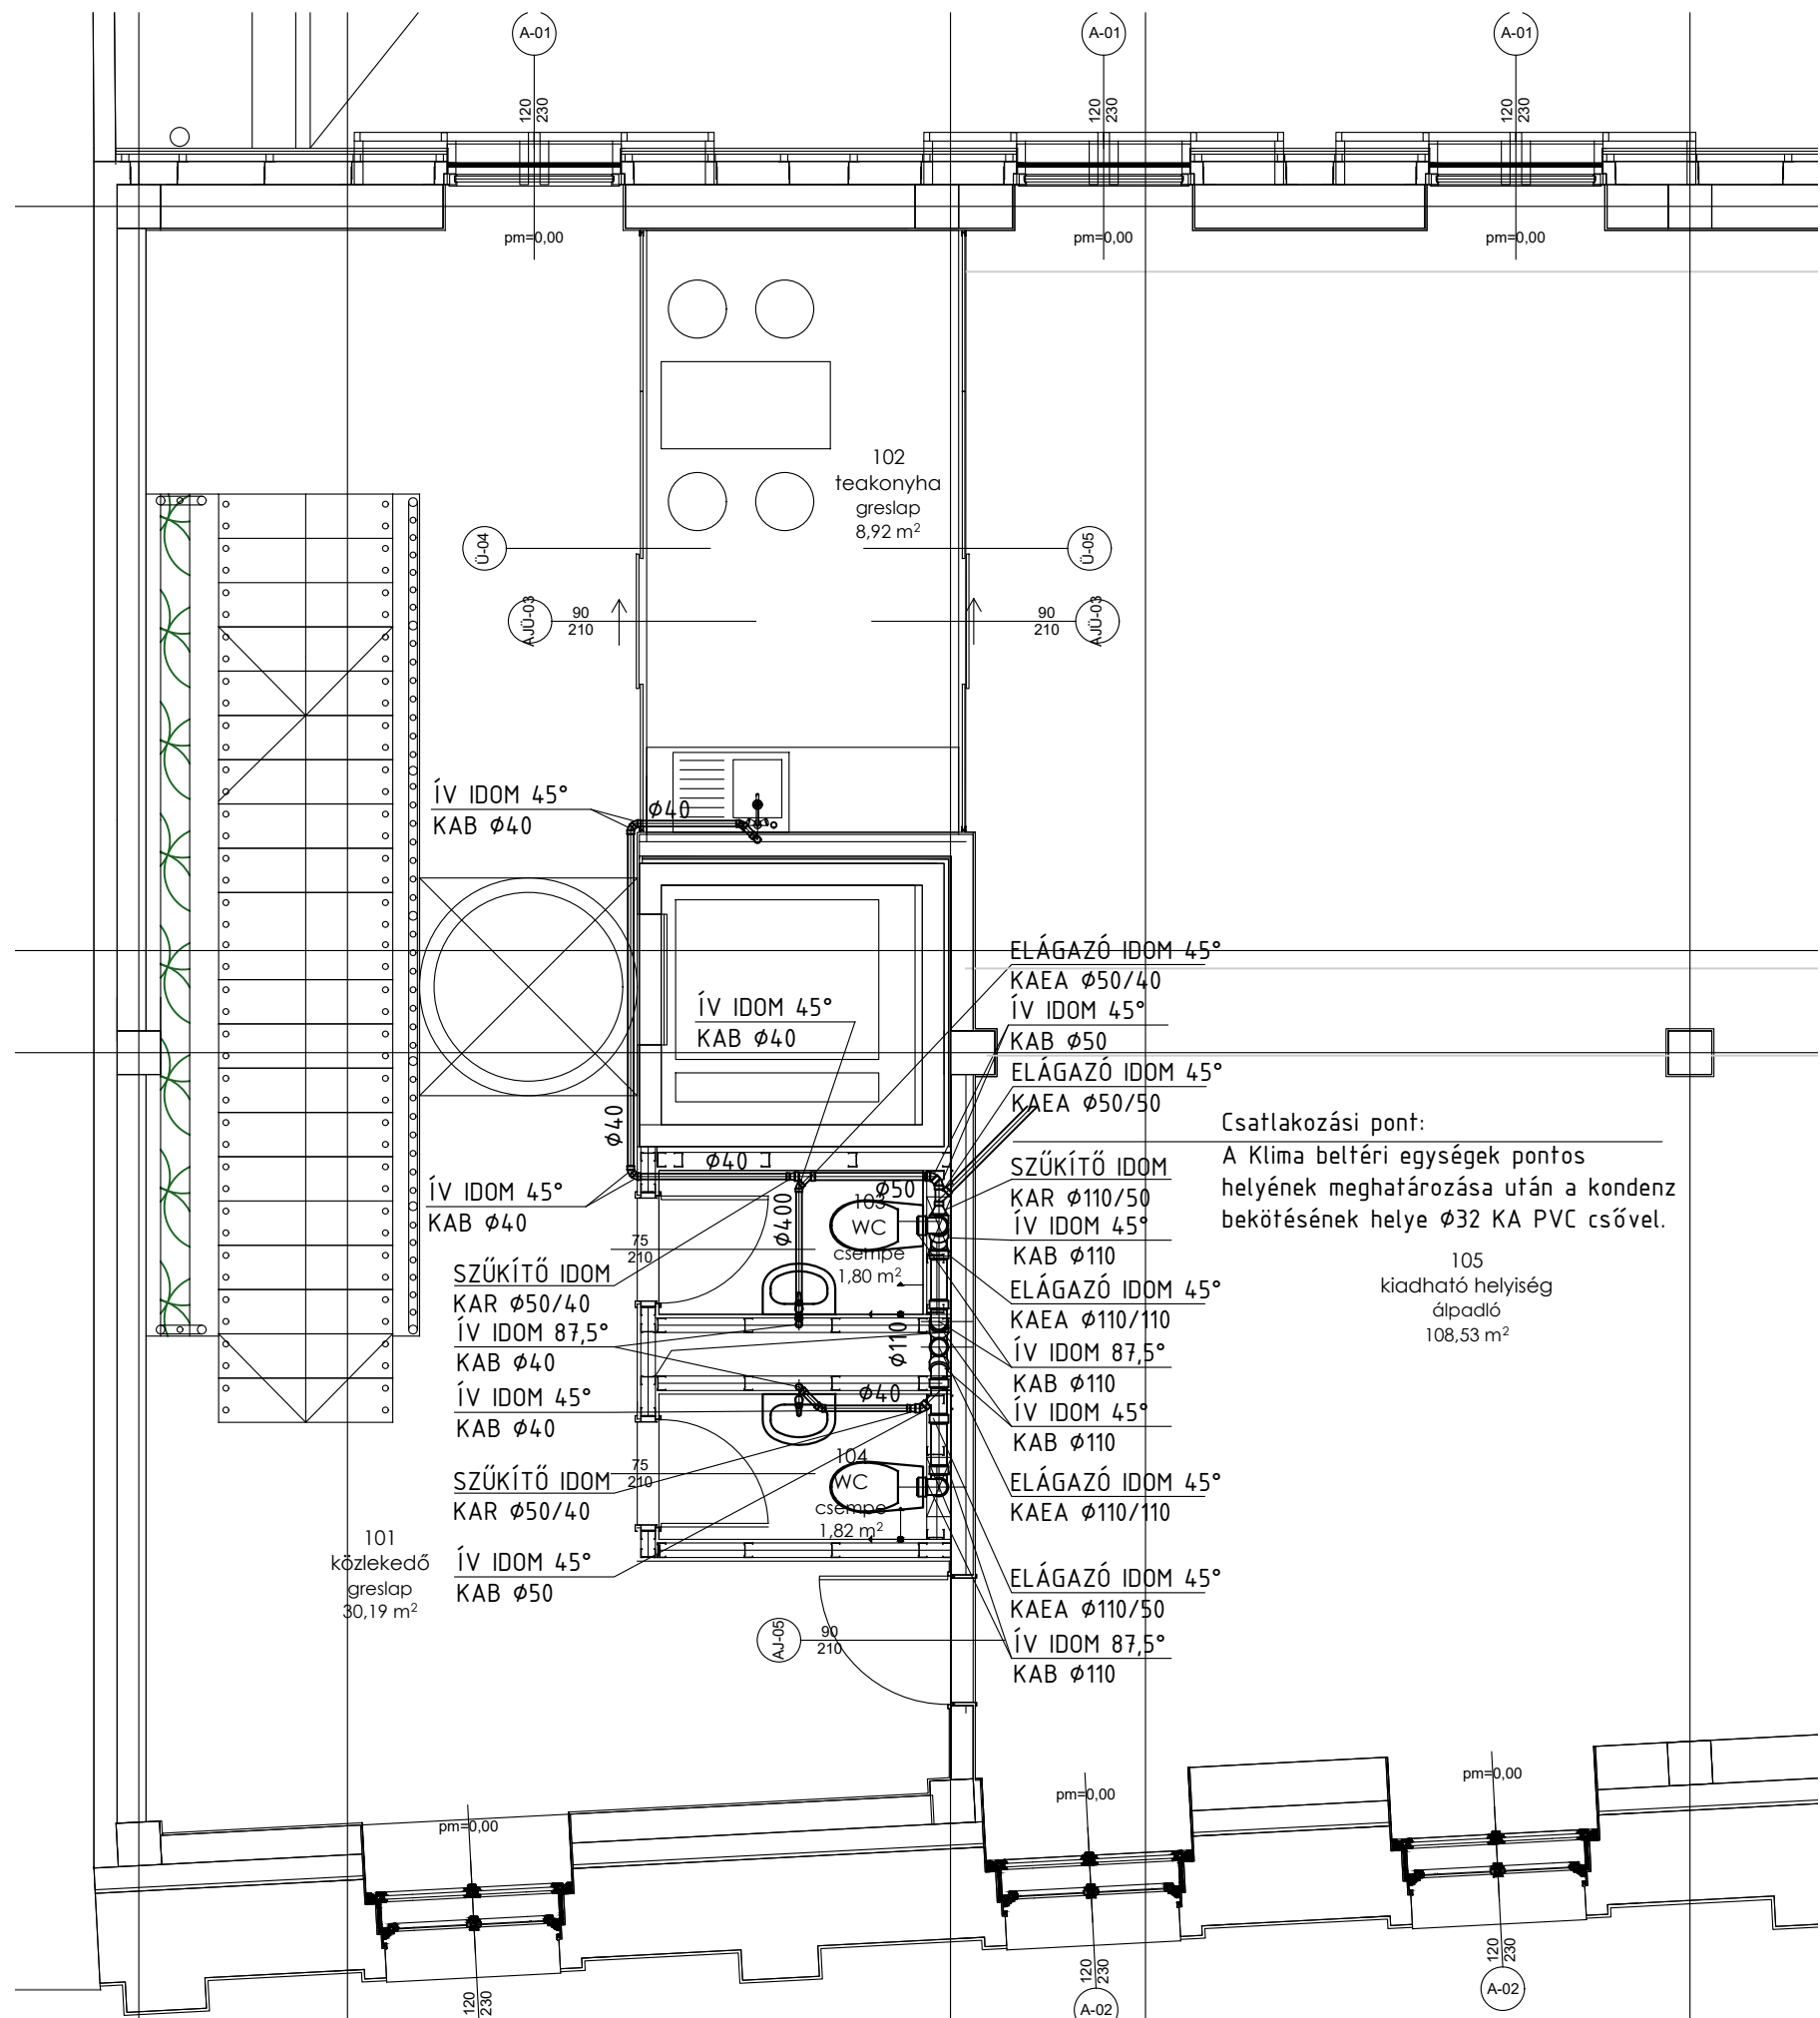 A-01
A-01
A-01
120
230
120
230
120
230
pm=0,00
pm=0,00
pm=0,00
102
teakonyha
greslap
8,92 m²
Ü-04
Ü-05
AJÜ-03
90
210
90
210
AJÜ-03
ÍV IDOM 45°
KAB Ø40
Ø40
ELÁGAZÓ IDOM 45°
KAEA Ø50/40
ÍV IDOM 45°
KAB Ø40
ÍV IDOM 45°
KAB Ø50
ELÁGAZÓ IDOM 45°
KAEA Ø50/50
Csatlakozási pont:
A Klima beltéri egységek pontos
helyének meghatározása után a kondenz
bekötésének helye Ø32 KA PVC csővel.
Ø40
Ø40
SZŰKÍTŐ IDOM
KAR Ø110/50
ÍV IDOM 45°
KAB Ø40
Ø50
Ø400
103
WC
csempe
1,80 m²
ÍV IDOM 45°
KAB Ø110
75
210
105
kiadható helyiség
álpadló
108,53 m²
SZŰKÍTŐ IDOM
KAR Ø50/40
ELÁGAZÓ IDOM 45°
KAEA Ø110/110
ÍV IDOM 87,5°
KAB Ø40
Ø110
ÍV IDOM 87,5°
KAB Ø110
ÍV IDOM 45°
KAB Ø40
Ø40
ÍV IDOM 45°
KAB Ø110
104
WC
csempe
1,82 m²
75
210
SZŰKÍTŐ IDOM
KAR Ø50/40
ELÁGAZÓ IDOM 45°
KAEA Ø110/110
101
közlekedő
greslap
30,19 m²
ÍV IDOM 45°
KAB Ø50
ELÁGAZÓ IDOM 45°
KAEA Ø110/50
AJ-05
90
210
ÍV IDOM 87,5°
KAB Ø110
pm=0,00
pm=0,00
pm=0,00
120
230
120
230
120
230
A-02
A-02